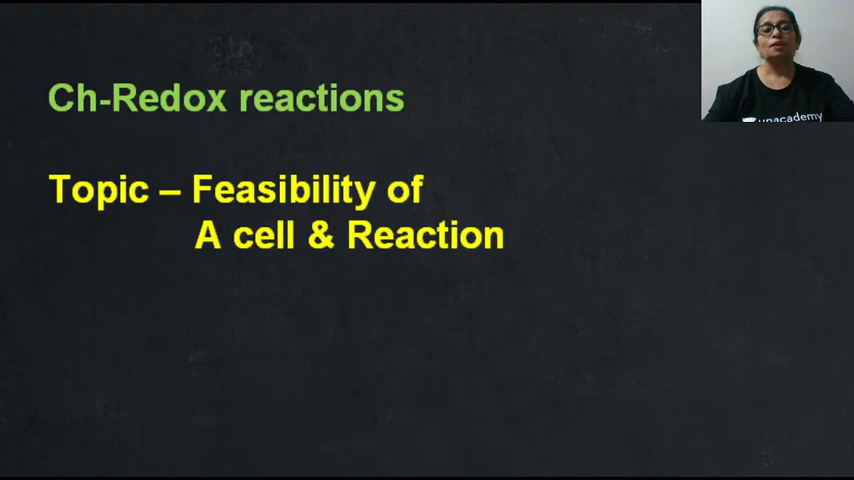 Ch-Redox reactions
Topic – Feasibility of
A cell & Reaction
unacademy